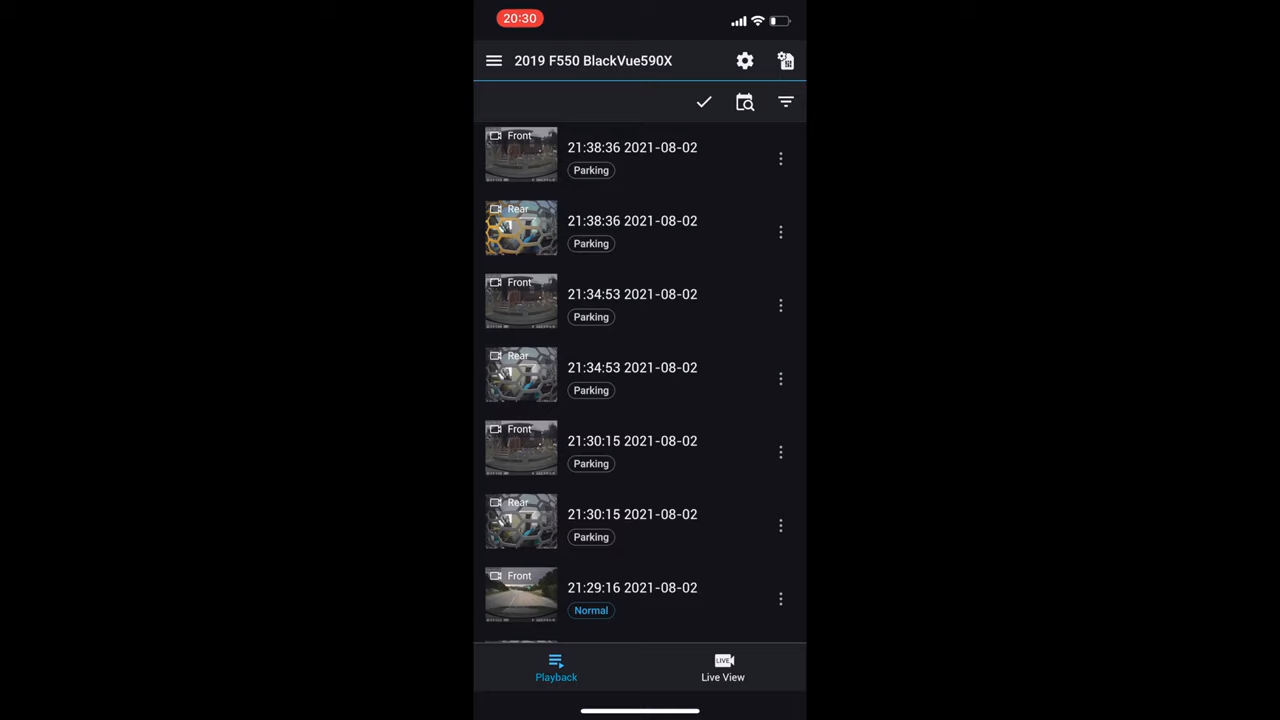 20:30
2019 F550 BlackVue590X
Front
21:38:36 2021-08-02
Parking
Rear
21:38:36 2021-08-02
Parking
Front
21:34:53 2021-08-02
Parking
Rear
21:34:53 2021-08-02
Parking
Front
21:30:15 2021-08-02
Parking
Rear
21:30:15 2021-08-02
Parking
Front
21:29:16 2021-08-02
Normal
Playback
LIVE
Live View